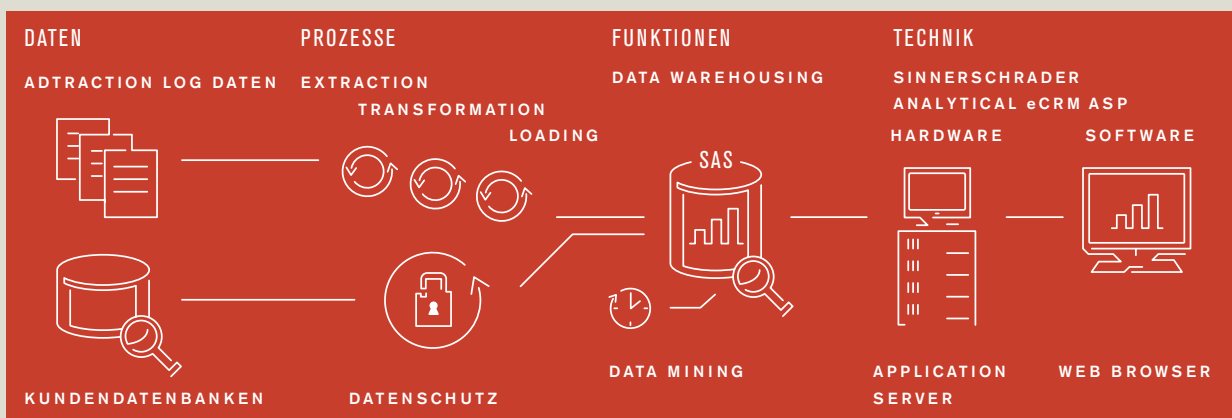 DATEN
ADTRACTION LOG DATEN
KUNDENDATENBANKEN
PROZESSE
EXTRACTION
TRANSFORMATION
LOADING
DATENSCHUTZ
FUNKTIONEN
DATA WAREHOUSING
SAS
DATA MINING
TECHNIK
SINNERSCHRADER
ANALYTICAL eCRM ASP
HARDWARE
SOFTWARE
APPLICATION
SERVER
WEB BROWSER